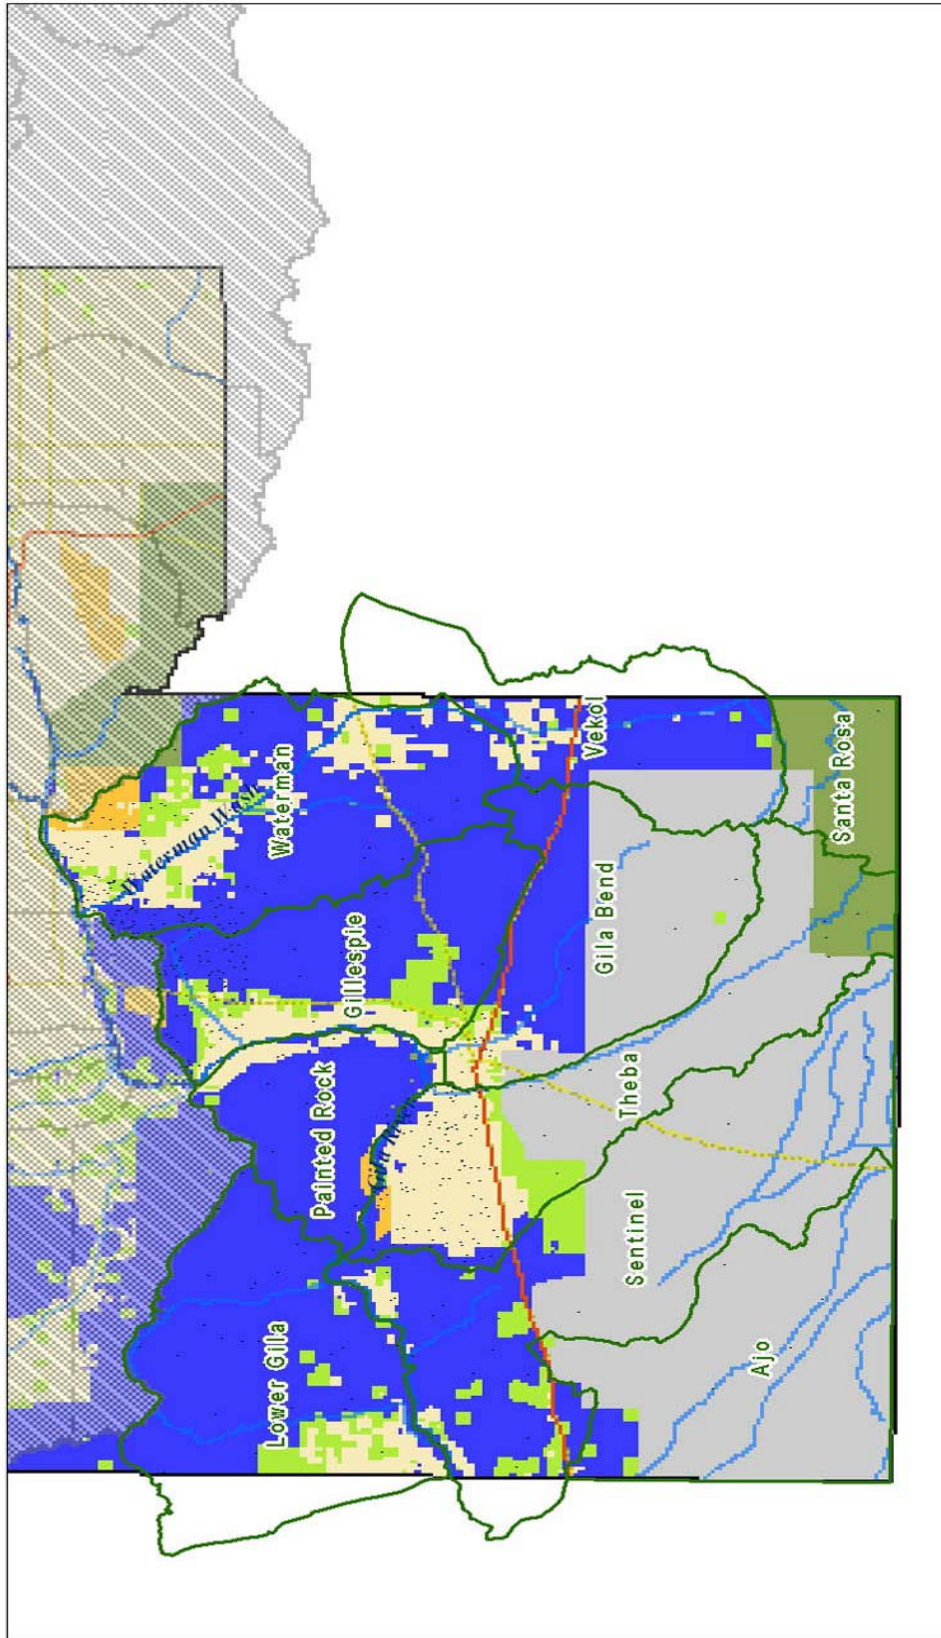 Waterman Wash
Waterman
Vekol
Santa Rosa
Gillespie
Gila Bend
Painted Rock
Theba
Sentinel
Lower Gila
Ajo